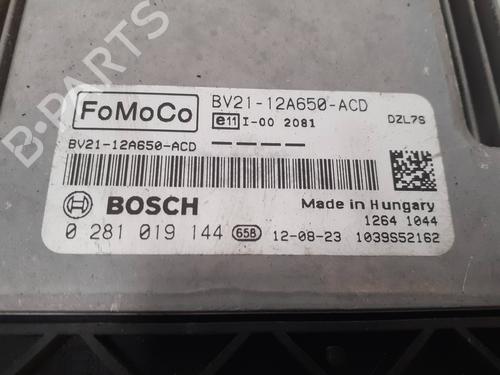 B-PARTS
FoMoCo
BV21-12A650-ACD
e11 I-00 2081
DZL7S
BV21-12A650-ACD
BOSCH
Made in Hungary
1264 1044
0 281 019 144 65B 12-08-23 1039S52162